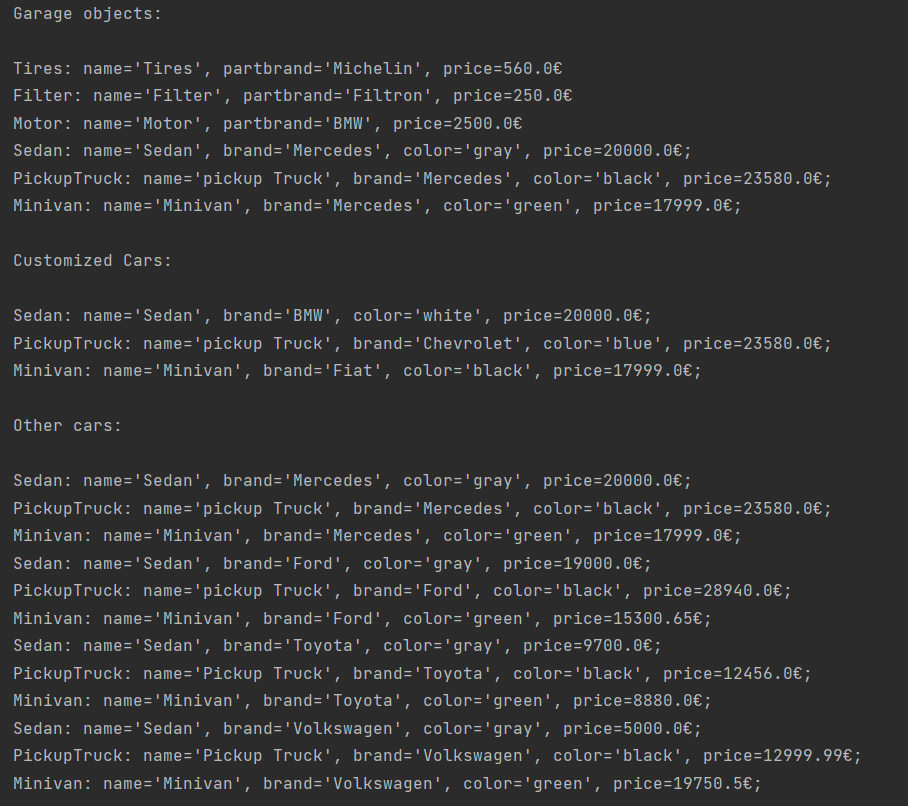 Garage objects:
Tires: name='Tires', partbrand='Michelin', price=560.0€
Filter: name='Filter', partbrand='Filtron', price=250.0€
Motor: name='Motor', partbrand='BMW', price=2500.0€
Sedan: name='Sedan', brand='Mercedes', color='gray', price=20000.0€;
PickupTruck: name='pickup Truck', brand='Mercedes', color='black', price=23580.0€;
Minivan: name='Minivan', brand='Mercedes', color='green', price=17999.0€;
Customized Cars:
Sedan: name='Sedan', brand='BMW', color='white', price=20000.0€;
PickupTruck: name='pickup Truck', brand='Chevrolet', color='blue', price=23580.0€;
Minivan: name='Minivan', brand='Fiat', color='black', price=17999.0€;
Other cars:
Sedan: name='Sedan', brand='Mercedes', color='gray', price=20000.0€;
PickupTruck: name='pickup Truck', brand='Mercedes', color='black', price=23580.0€;
Minivan: name='Minivan', brand='Mercedes', color='green', price=17999.0€;
Sedan: name='Sedan', brand='Ford', color='gray', price=19000.0€;
PickupTruck: name='pickup Truck', brand='Ford', color='black', price=28940.0€;
Minivan: name='Minivan', brand='Ford', color='green', price=15300.65€;
Sedan: name='Sedan', brand='Toyota', color='gray', price=9700.0€;
PickupTruck: name='Pickup Truck', brand='Toyota', color='black', price=12456.0€;
Minivan: name='Minivan', brand='Toyota', color='green', price=8880.0€;
Sedan: name='Sedan', brand='Volkswagen', color='gray', price=5000.0€;
PickupTruck: name='Pickup Truck', brand='Volkswagen', color='black', price=12999.99€;
Minivan: name='Minivan', brand='Volkswagen', color='green', price=19750.5€;